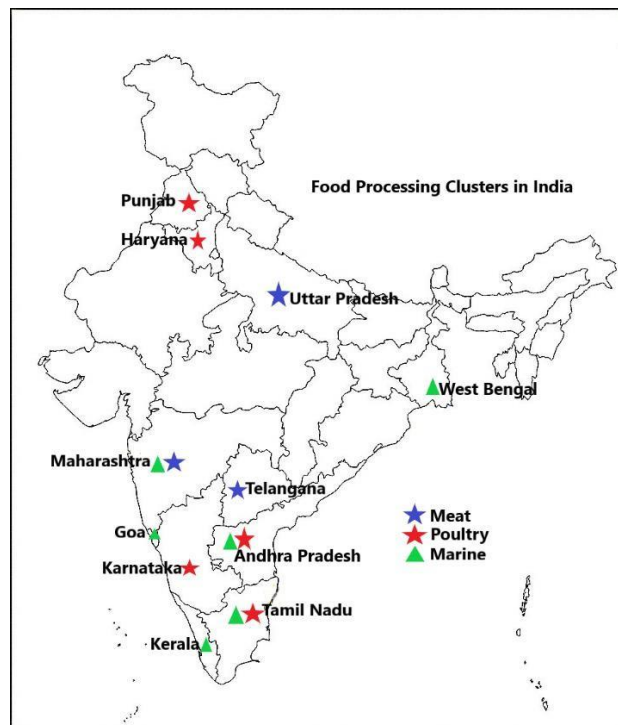 Food Processing Clusters in India
Punjab
Haryana
Uttar Pradesh
West Bengal
Maharashtra
Telangana
Goa
Andhra Pradesh
Karnataka
Tamil Nadu
Kerala
Meat
Poultry
Marine